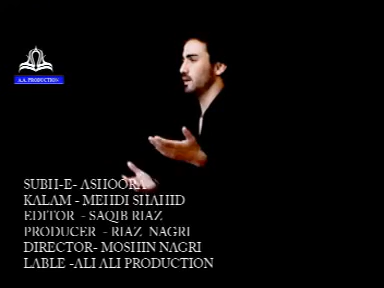 A.A. PRODUCTION
SUBH-E- ASHOORA
KALAM - MEHDI SHAHID
EDITOR - SAQIB RIAZ
PRODUCER - RIAZ NAGRI
DIRECTOR- MOSHIN NAGRI
LABLE -ALI ALI PRODUCTION